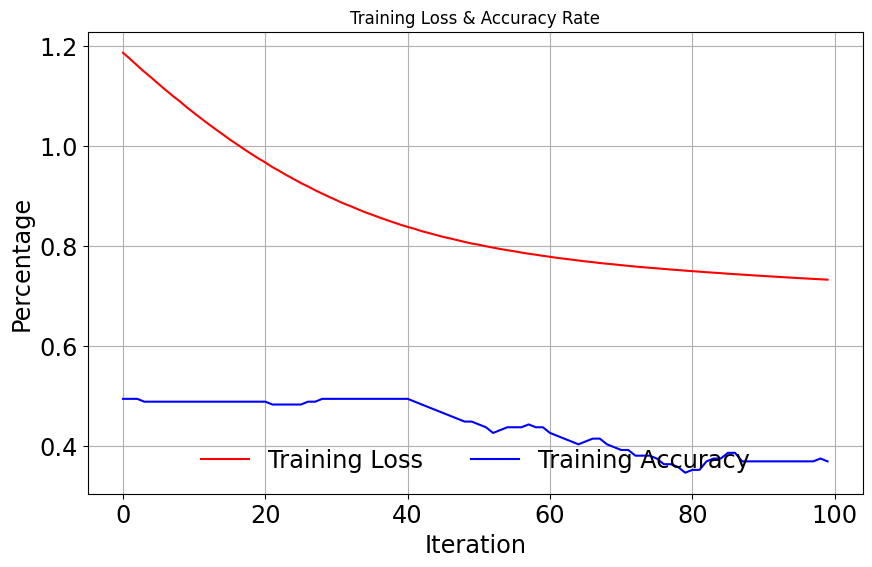 Training Loss & Accuracy Rate
1.2
1.0
0.8
0.6
0.4
Percentage
Training Loss
Training Accuracy
0 20 40 60 80 100
Iteration